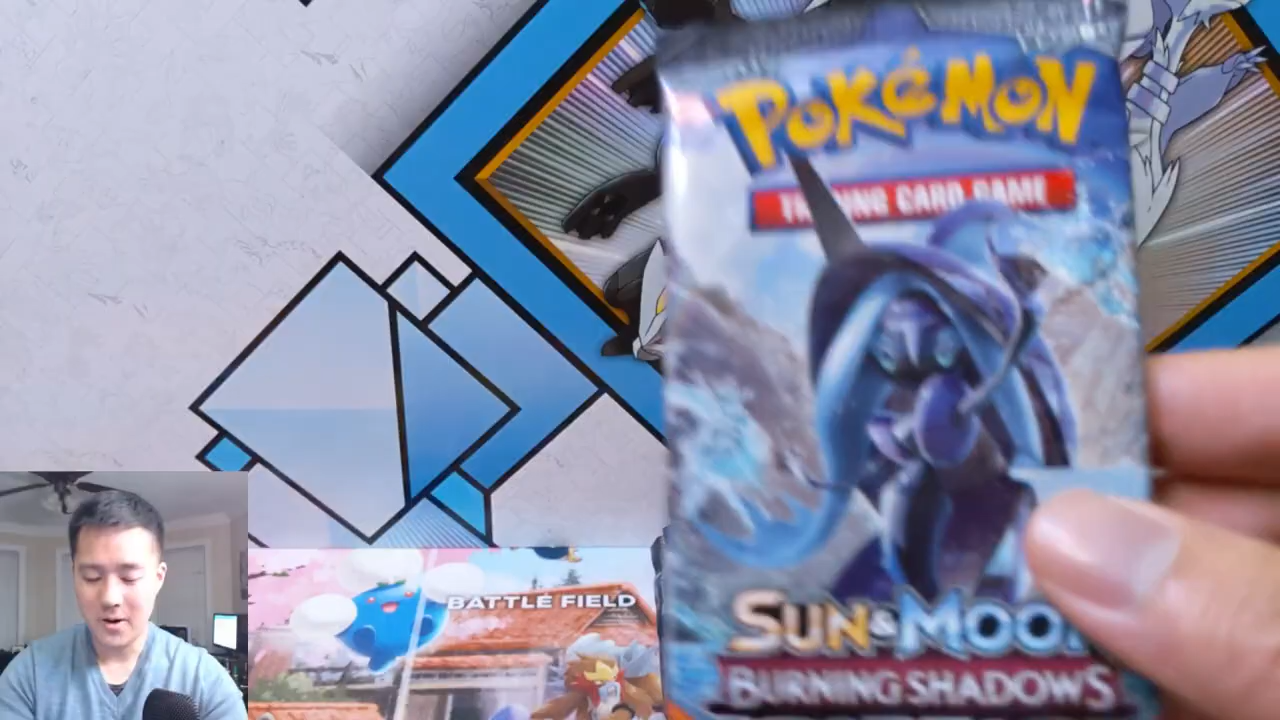 POKéMON
TRADING CARD GAME
SUN & MOON
BURNING SHADOWS
BATTLE FIELD